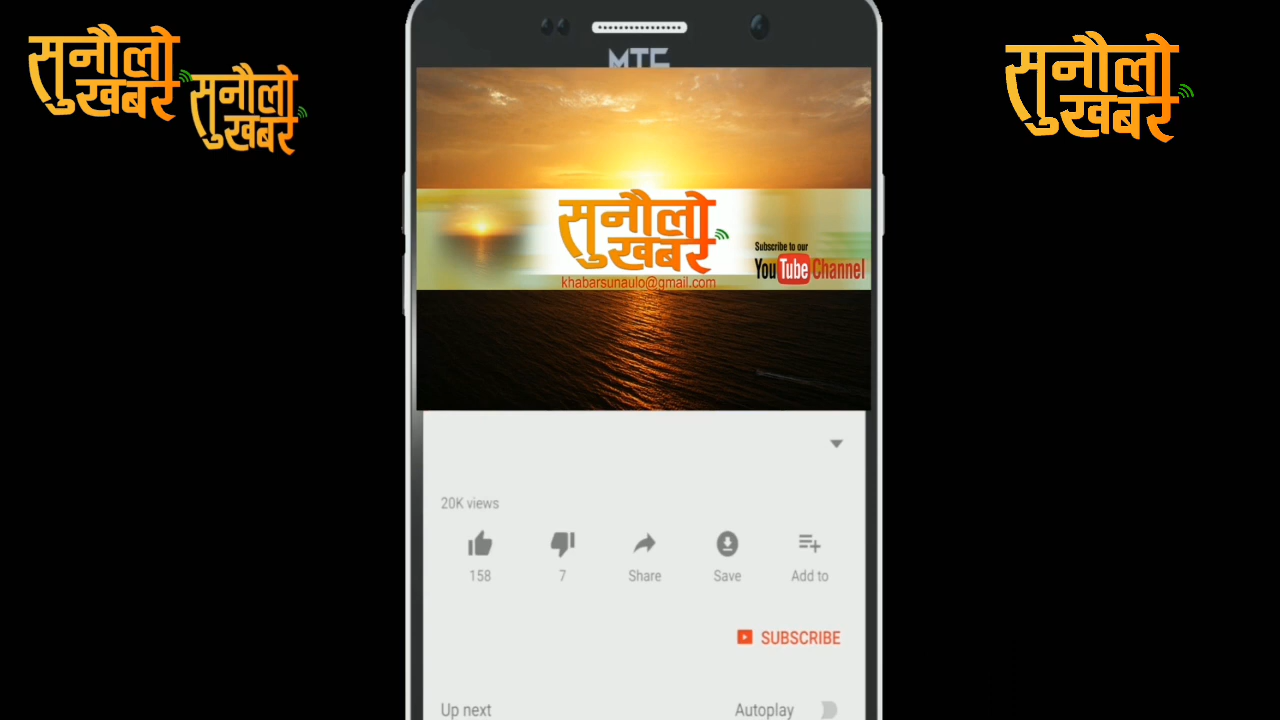 सुनौलो
खबर
सुनौलो
खबर
सुनौलो
खबर
MTC
सुनौलो
खबर
khabarsunaulo@gmail.com
Subscribe to our
YouTube Channel
20K views
158
7
Share
Save
Add to
SUBSCRIBE
Up next
Autoplay